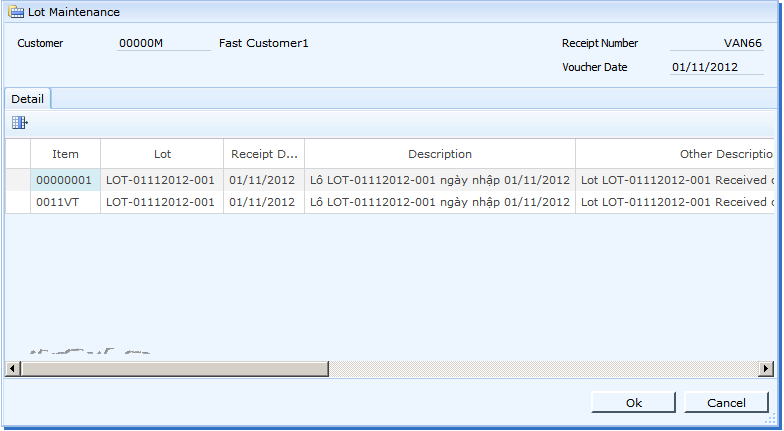 Lot Maintenance
Customer 00000M Fast Customer1 Receipt Number VAN66
Voucher Date 01/11/2012
Detail
Item Lot Receipt D... Description Other Descriptio
00000001 LOT-01112012-001 01/11/2012 Lô LOT-01112012-001 ngày nhập 01/11/2012 Lot LOT-01112012-001 Received
0011VT LOT-01112012-001 01/11/2012 Lô LOT-01112012-001 ngày nhập 01/11/2012 Lot LOT-01112012-001 Received
Ok Cancel